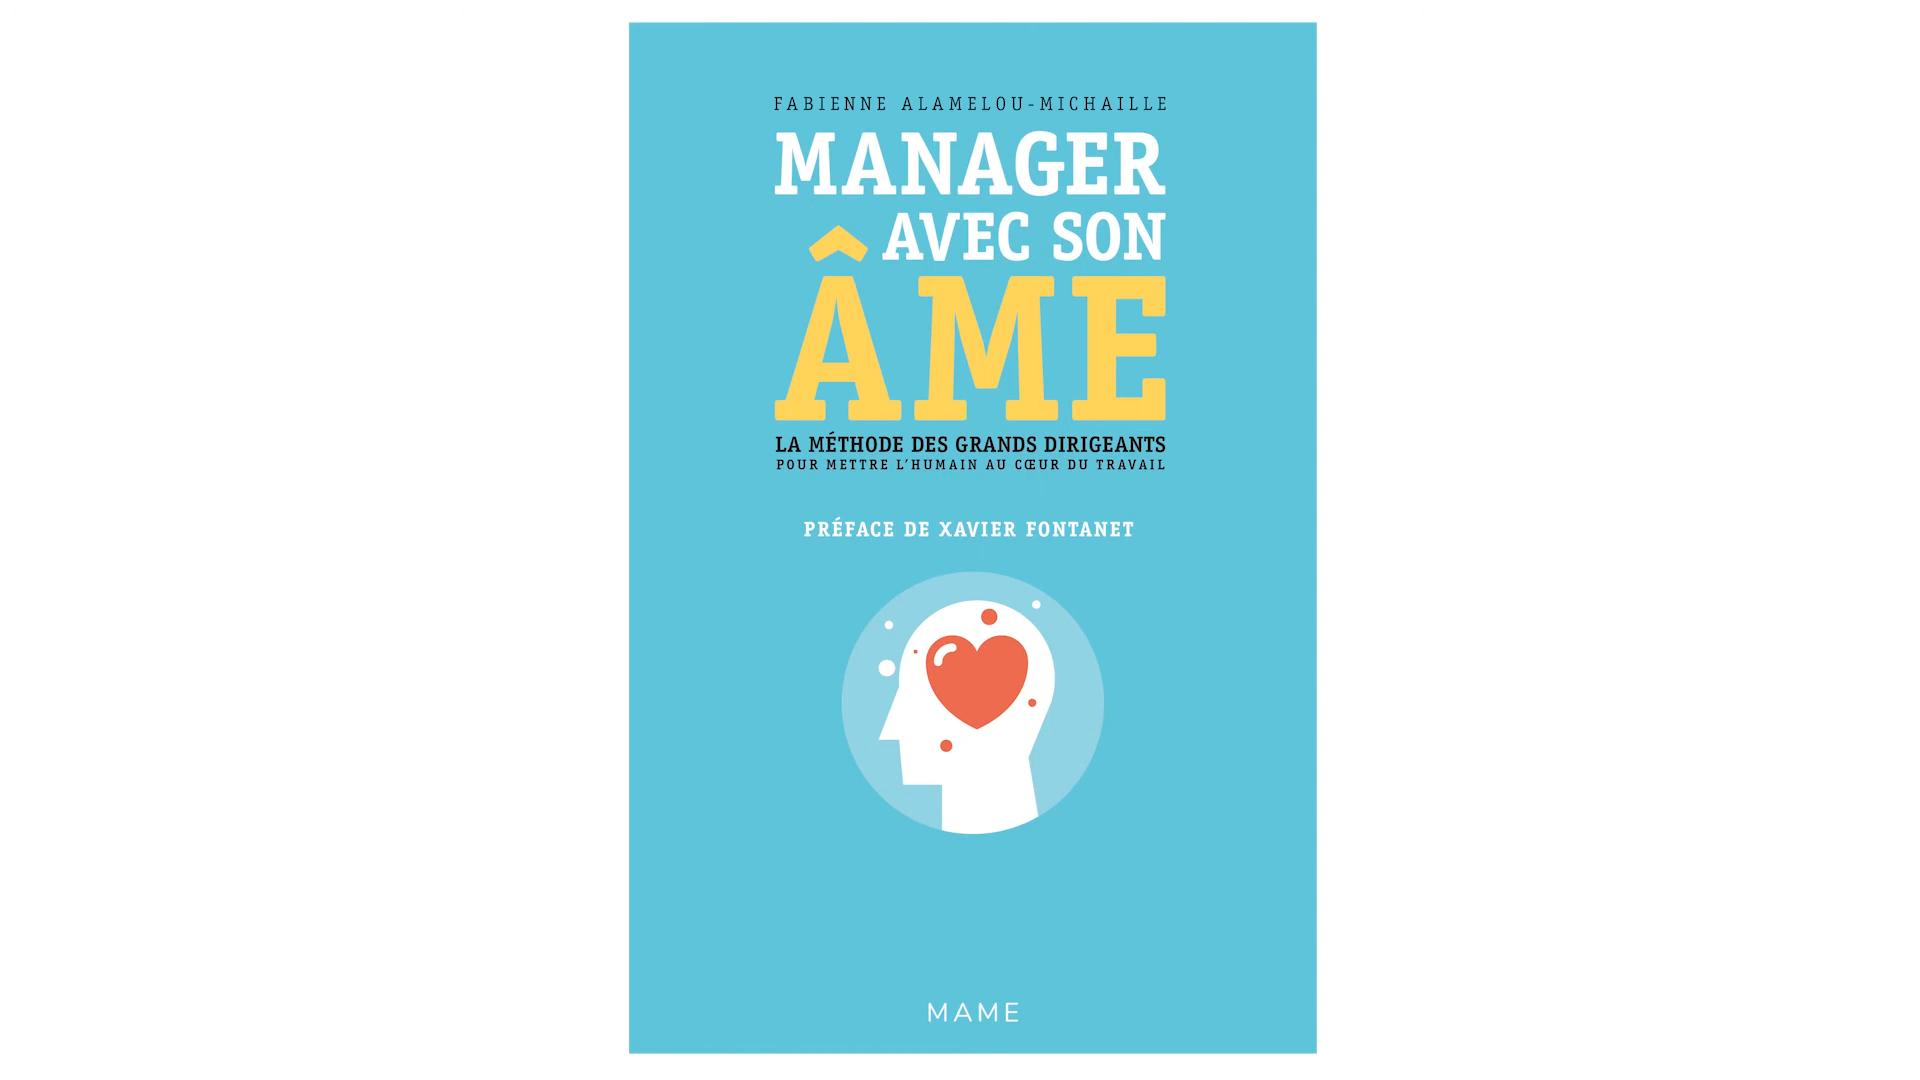 FABIENNE ALAMELOU-MICHAILLE
MANAGER
AVEC SON
ÂME
LA MÉTHODE DES GRANDS DIRIGEANTS
POUR METTRE L'HUMAIN AU CŒUR DU TRAVAIL
PRÉFACE DE XAVIER FONTANET
MAME